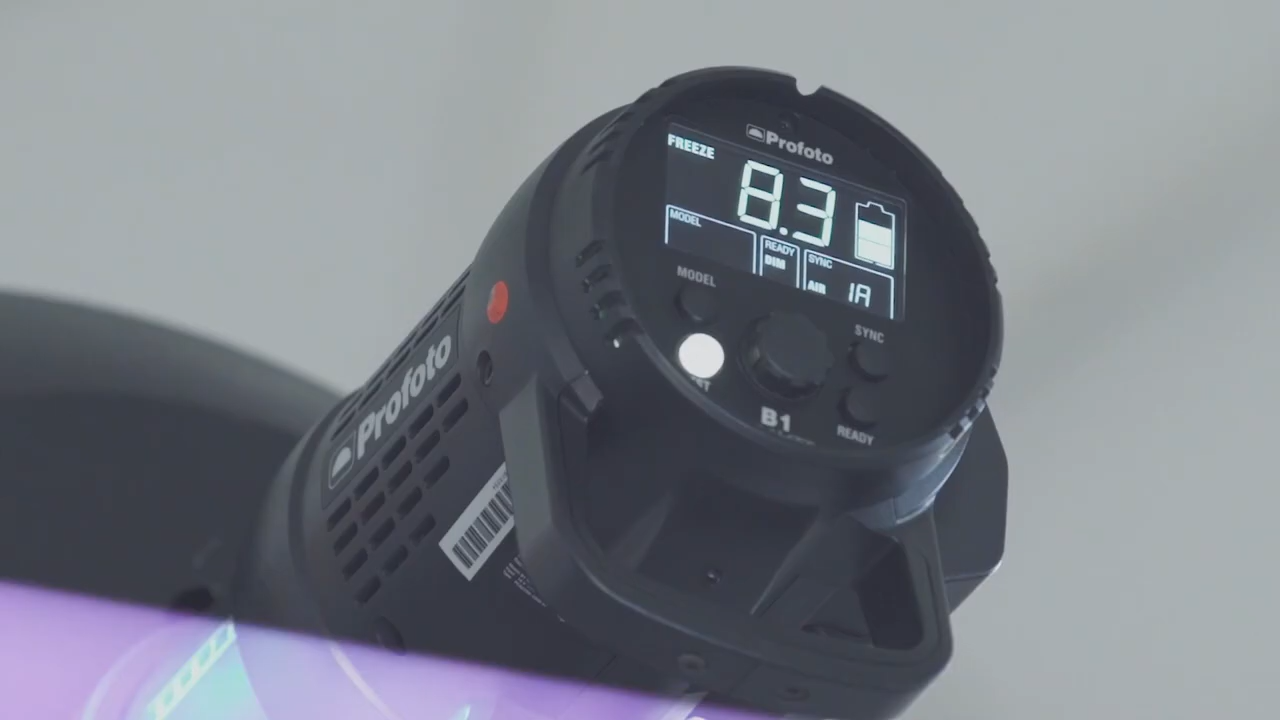 Profoto
FREEZE
8.3
MODEL
READY
DIM
SYNC
AIR 1A
MODEL
SYNC
B1
READY
Profoto